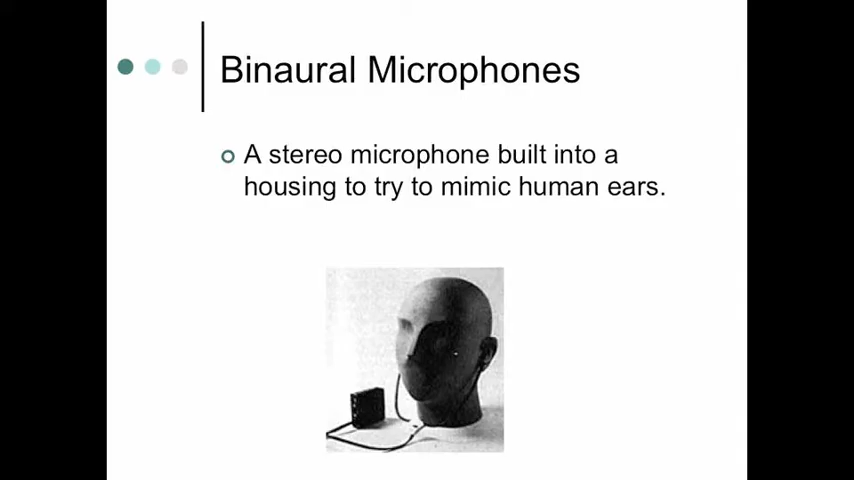 Binaural Microphones
A stereo microphone built into a
housing to try to mimic human ears.